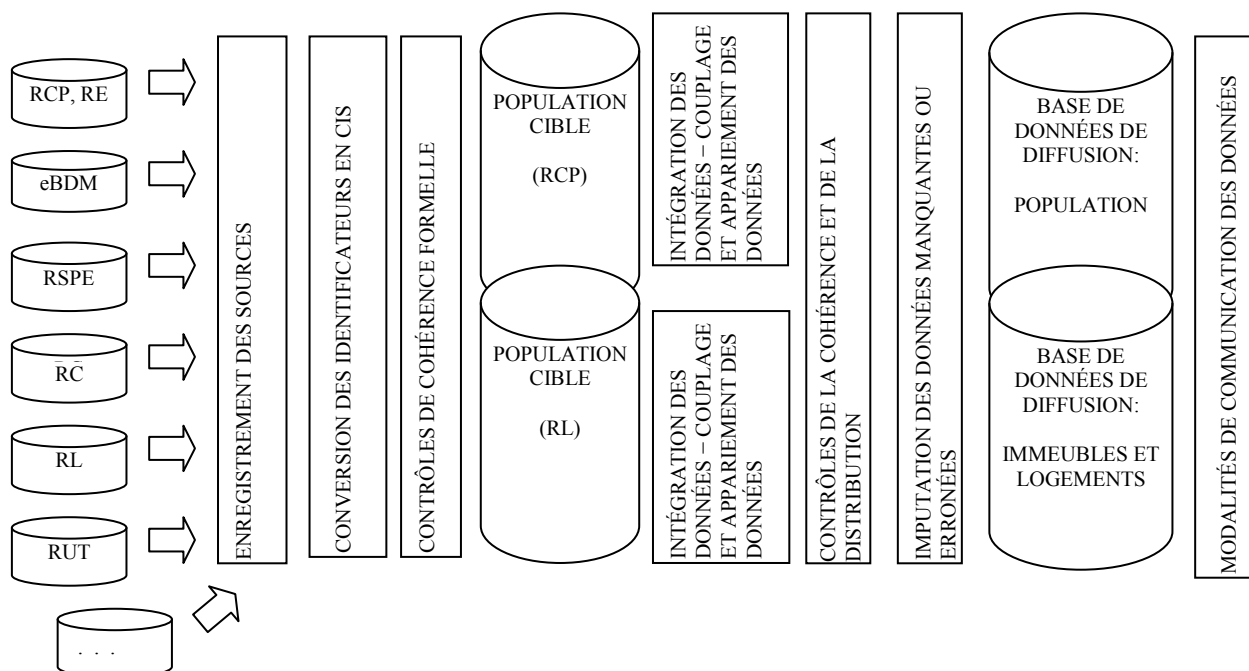 RCP, RE
eBDM
RSPE
RC
RL
RUT
. . .
ENREGISTREMENT DES SOURCES
CONVERSION DES IDENTIFICATEURS EN CIS
CONTRÔLES DE COHÉRENCE FORMELLE
POPULATION
CIBLE
(RCP)
POPULATION
CIBLE
(RL)
INTÉGRATION DES
DONNÉES – COUPLAGE
ET APPARIEMENT DES
DONNÉES
INTÉGRATION DES
DONNÉES – COUPLAGE
ET APPARIEMENT DES
DONNÉES
CONTRÔLES DE LA COHÉRENCE ET DE LA
DISTRIBUTION
IMPUTATION DES DONNÉES MANQUANTES OU
ERRONÉES
BASE DE
DONNÉES DE
DIFFUSION:
POPULATION
BASE DE
DONNÉES DE
DIFFUSION:
IMMEUBLES ET
LOGEMENTS
MODALITÉS DE COMMUNICATION DES DONNÉES